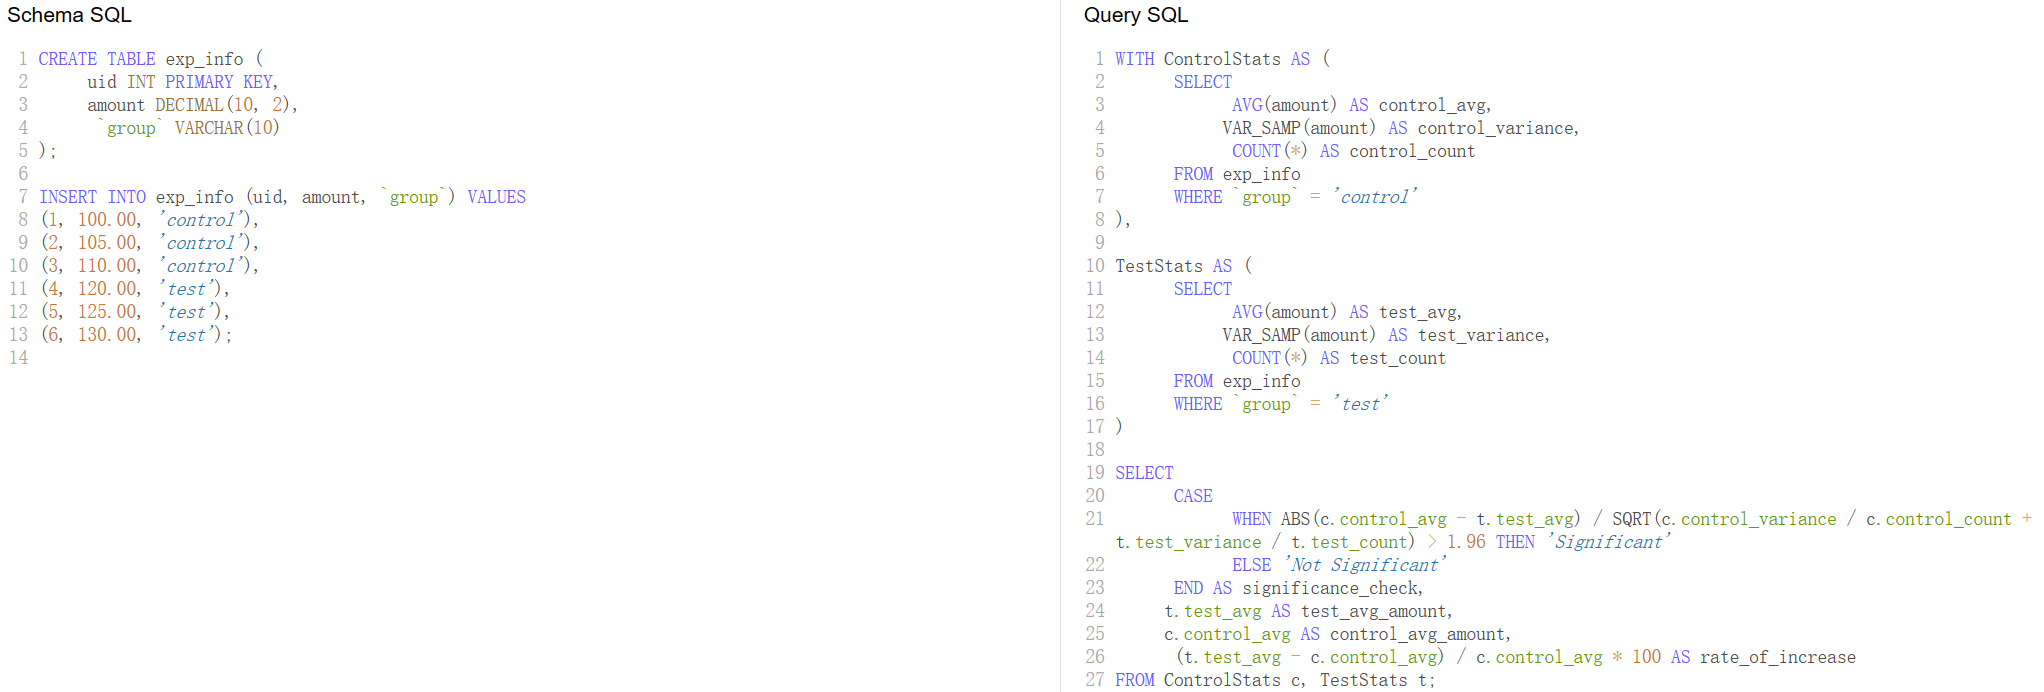 Schema SQL
1 CREATE TABLE exp_info (
2 uid INT PRIMARY KEY,
3 amount DECIMAL(10, 2),
4 `group` VARCHAR(10)
5 );
6
7 INSERT INTO exp_info (uid, amount, `group`) VALUES
8 (1, 100.00, 'control'),
9 (2, 105.00, 'control'),
10 (3, 110.00, 'control'),
11 (4, 120.00, 'test'),
12 (5, 125.00, 'test'),
13 (6, 130.00, 'test');
14
Query SQL
1 WITH ControlStats AS (
2 SELECT
3 AVG(amount) AS control_avg,
4 VAR_SAMP(amount) AS control_variance,
5 COUNT(*) AS control_count
6 FROM exp_info
7 WHERE `group` = 'control'
8 ),
9
10 TestStats AS (
11 SELECT
12 AVG(amount) AS test_avg,
13 VAR_SAMP(amount) AS test_variance,
14 COUNT(*) AS test_count
15 FROM exp_info
16 WHERE `group` = 'test'
17 )
18
19 SELECT
20 CASE
21 WHEN ABS(c.control_avg - t.test_avg) / SQRT(c.control_variance / c.control_count +
t.test_variance / t.test_count) > 1.96 THEN 'Significant'
22 ELSE 'Not Significant'
23 END AS significance_check,
24 t.test_avg AS test_avg_amount,
25 c.control_avg AS control_avg_amount,
26 (t.test_avg - c.control_avg) / c.control_avg * 100 AS rate_of_increase
27 FROM ControlStats c, TestStats t;